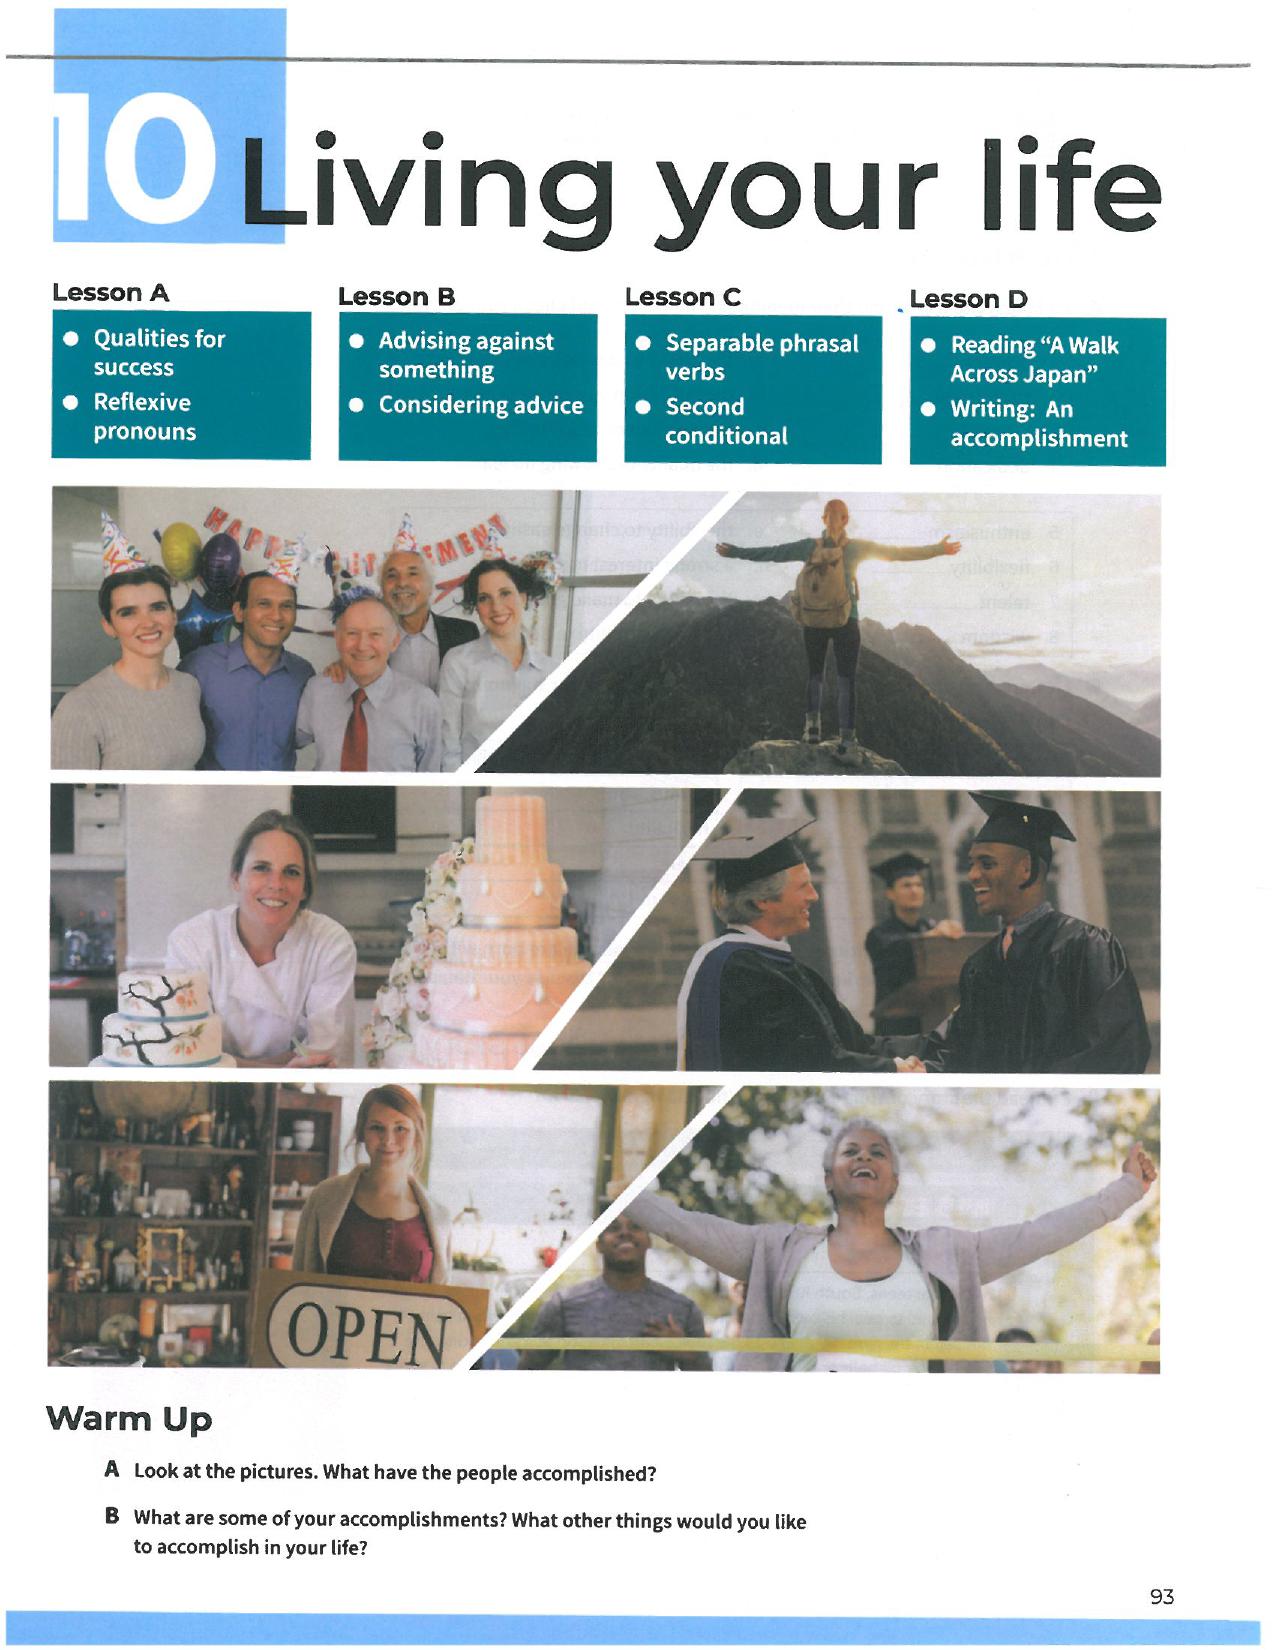 10 Living your life
Lesson A
● Qualities for
success
● Reflexive
pronouns
Lesson B
● Advising against
something
● Considering advice
Lesson C
● Separable phrasal
verbs
● Second
conditional
Lesson D
● Reading “A Walk
Across Japan”
● Writing: An
accomplishment
OPEN
Warm Up
A Look at the pictures. What have the people accomplished?
B What are some of your accomplishments? What other things would you like
to accomplish in your life?
93